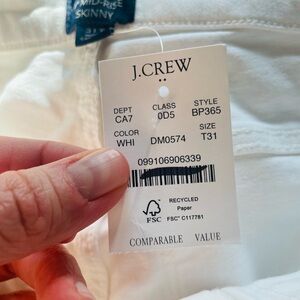 MID-RISE
SKINNY
31
J.CREW
DEPT CLASS STYLE
CA7 0D5 BP365
COLOR SIZE
WHI DM0574 T31
099106906339
RECYCLED
Paper
FSC
FSC® C117781
COMPARABLE VALUE